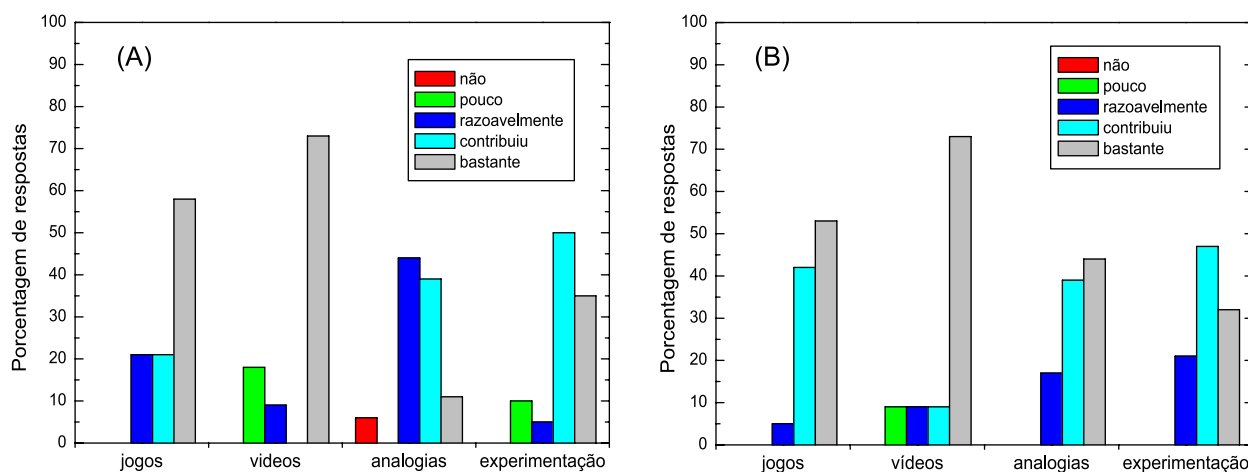 (A)
não
pouco
razoavelmente
contribuiu
bastante
Porcentagem de respostas
100
90
80
70
60
50
40
30
20
10
0
jogos
videos
analogias
experimentação
(B)
não
pouco
razoavelmente
contribuiu
bastante
Porcentagem de respostas
100
90
80
70
60
50
40
30
20
10
0
jogos
vídeos
analogias
experimentação